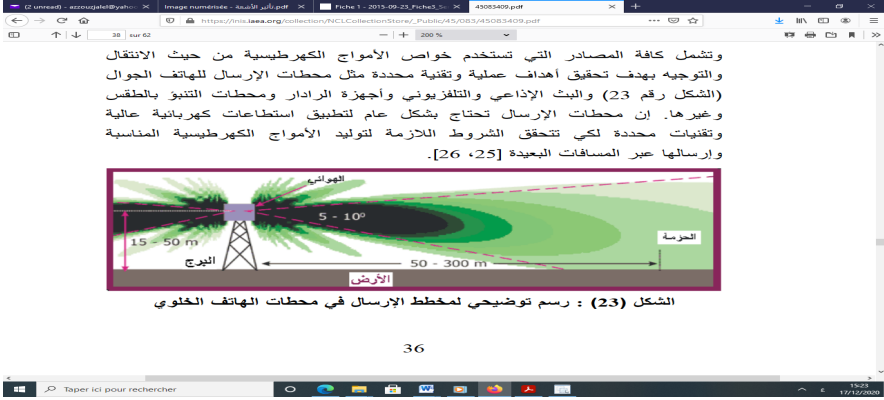 (2 unread) - azzouzjalel@yaho
Image numérisée - تأثير الأشعة.pdf
Fiche 1 - 2015-09-23_Fiche3_Se
45083409.pdf
https://inis.iaea.org/collection/NCLCollectionStore/_Public/45/083/45083409.pdf
38 sur 62
200 %
وتشمل كافة المصادر التي تستخدم خواص الأمواج الكهرطيسية من حيث الانتقال
والتوجيه بهدف تحقيق أهداف عملية وتقنية محددة مثل محطات الإرسال للهاتف الجوال
(الشكل رقم 23) والبث الإذاعي والتلفزيوني وأجهزة الرادار ومحطات التنبؤ بالطقس
وغيرها. إن محطات الإرسال تحتاج بشكل عام لتطبيق استطاعات كهربائية عالية
وتقنيات محددة لكي تتحقق الشروط اللازمة لتوليد الأمواج الكهرطيسية المناسبة
وإرسالها عبر المسافات البعيدة [25، 26].
الهوائي
5 - 10⁰
15 - 50 m
الحزمة
البرج
50 - 300 m
الأرض
الشكل (23) : رسم توضيحي لمخطط الإرسال في محطات الهاتف الخلوي
36
Taper ici pour rechercher
15:23
17/12/2020